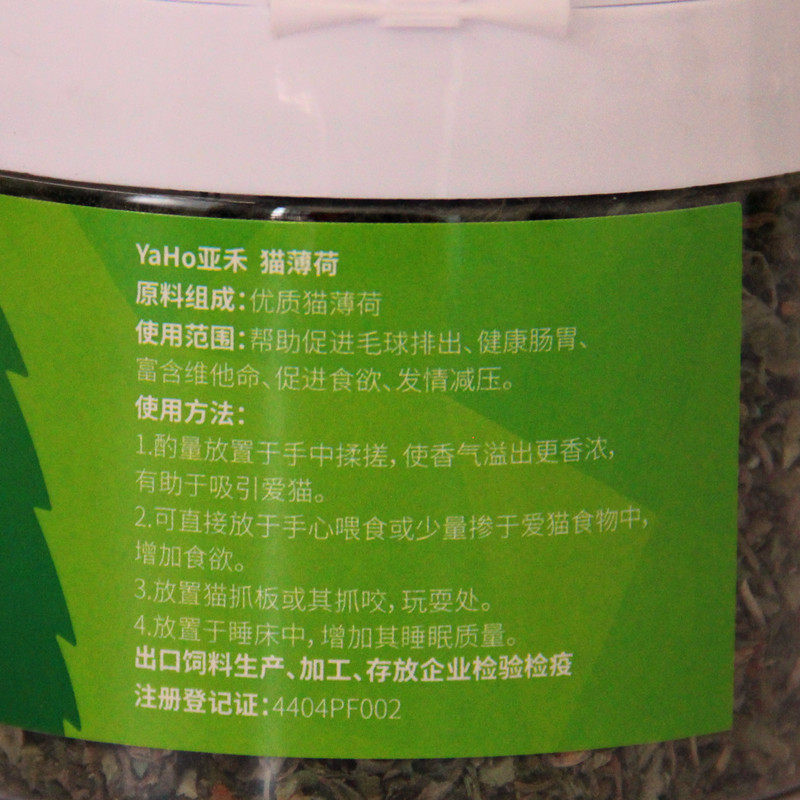 YaHo亚禾 猫薄荷
原料组成:优质猫薄荷
使用范围:帮助促进毛球排出、健康肠胃、
富含维他命、促进食欲、发情减压。
使用方法:
1.酌量放置于手中揉搓,使香气溢出更香浓,
有助于吸引爱猫。
2.可直接放于手心喂食或少量掺于爱猫食物中,
增加食欲。
3.放置猫抓板或其抓咬,玩耍处。
4.放置于睡床中,增加其睡眠质量。
出口饲料生产、加工、存放企业检验检疫
注册登记证:4404PF002